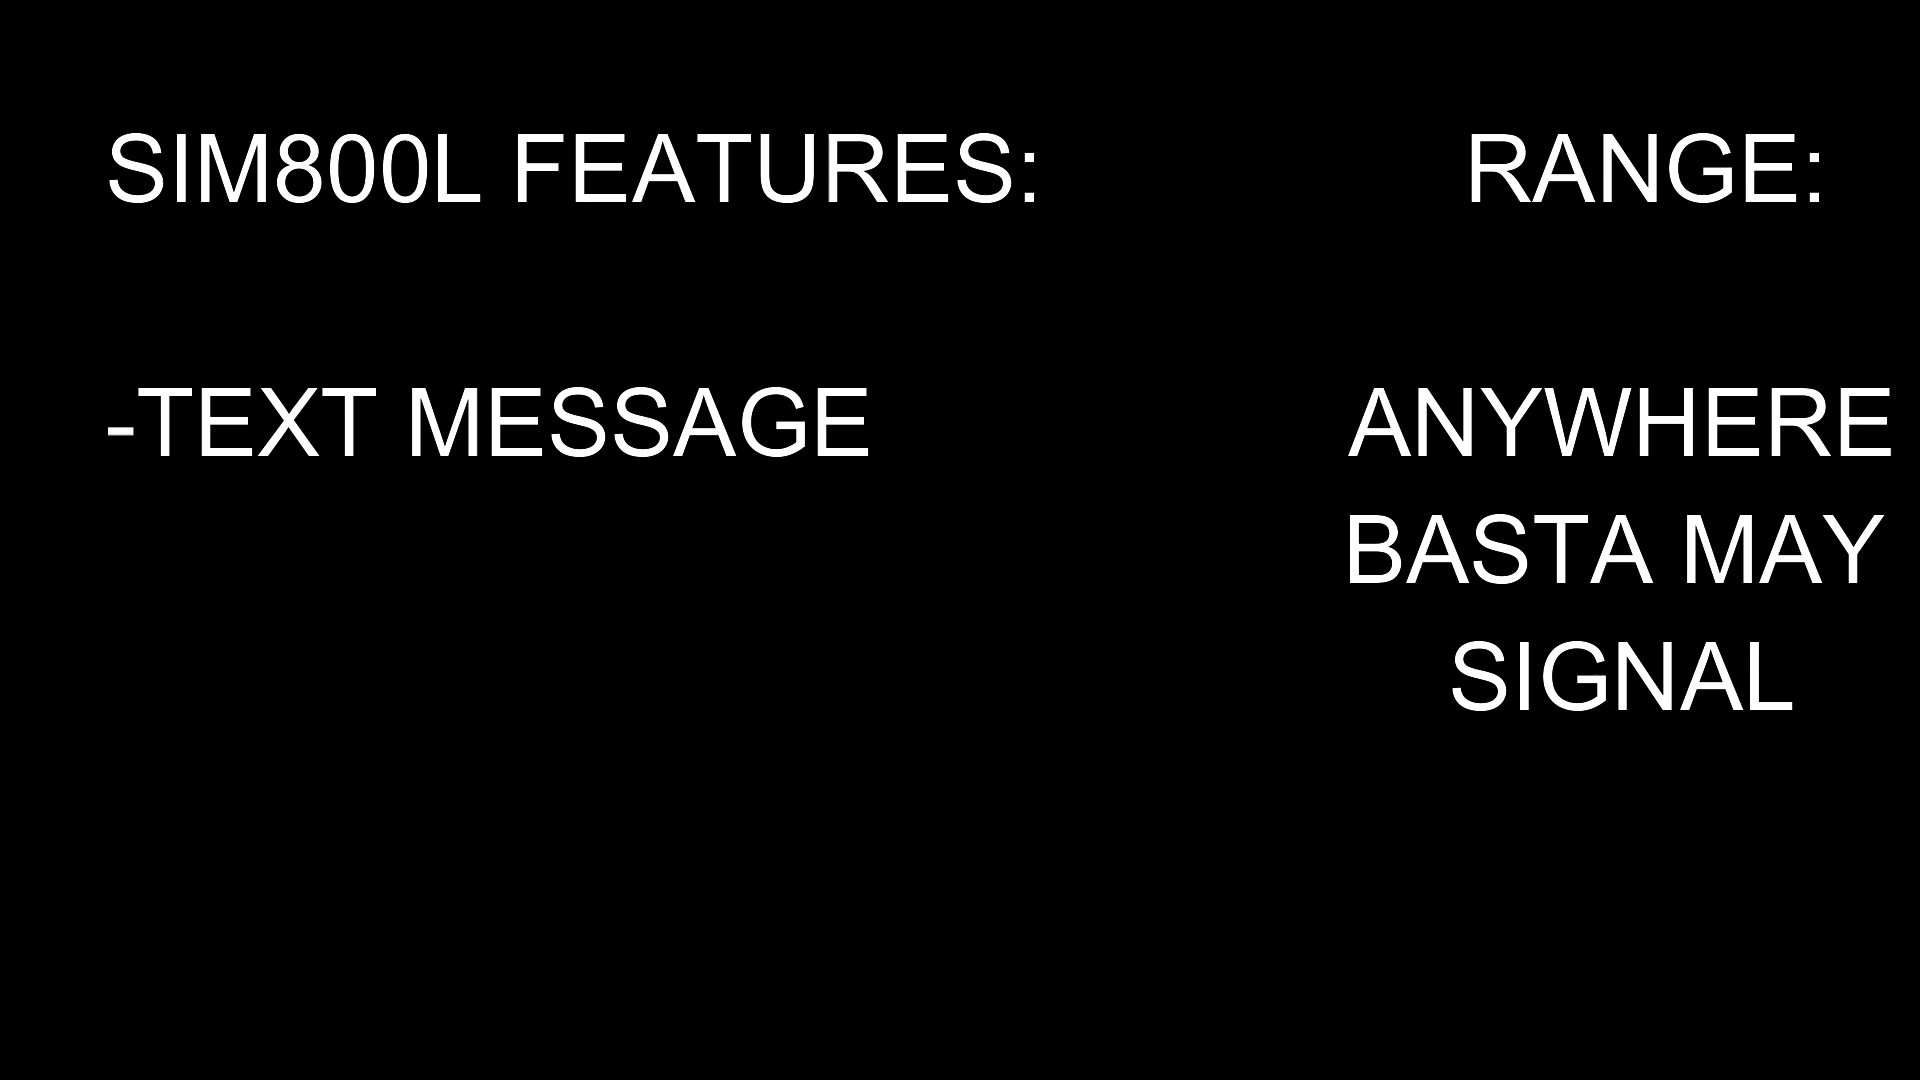 SIM800L FEATURES:
-TEXT MESSAGE
RANGE:
ANYWHERE
BASTA MAY
SIGNAL